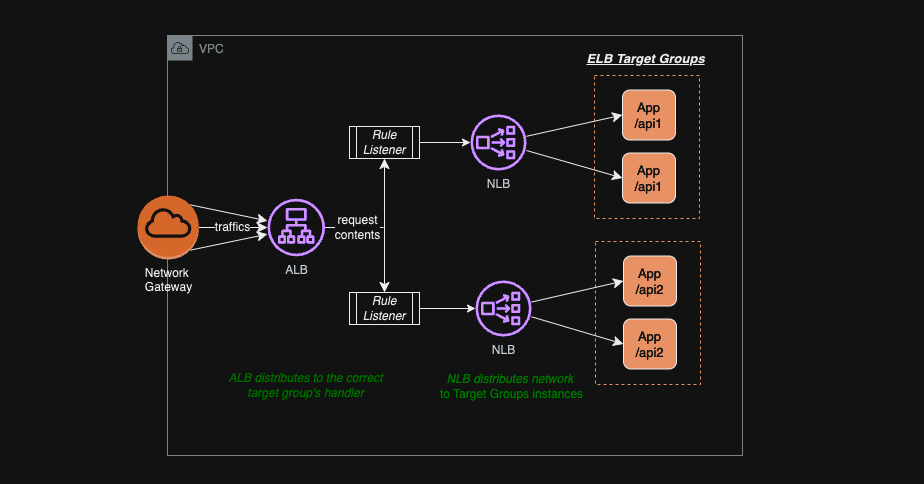 VPC
ELB Target Groups
App
/api1
Rule
Listener
NLB
App
/api1
traffics
request
contents
ALB
Network
Gateway
App
/api2
Rule
Listener
NLB
App
/api2
ALB distributes to the correct
target group's handler
NLB distributes network
to Target Groups instances